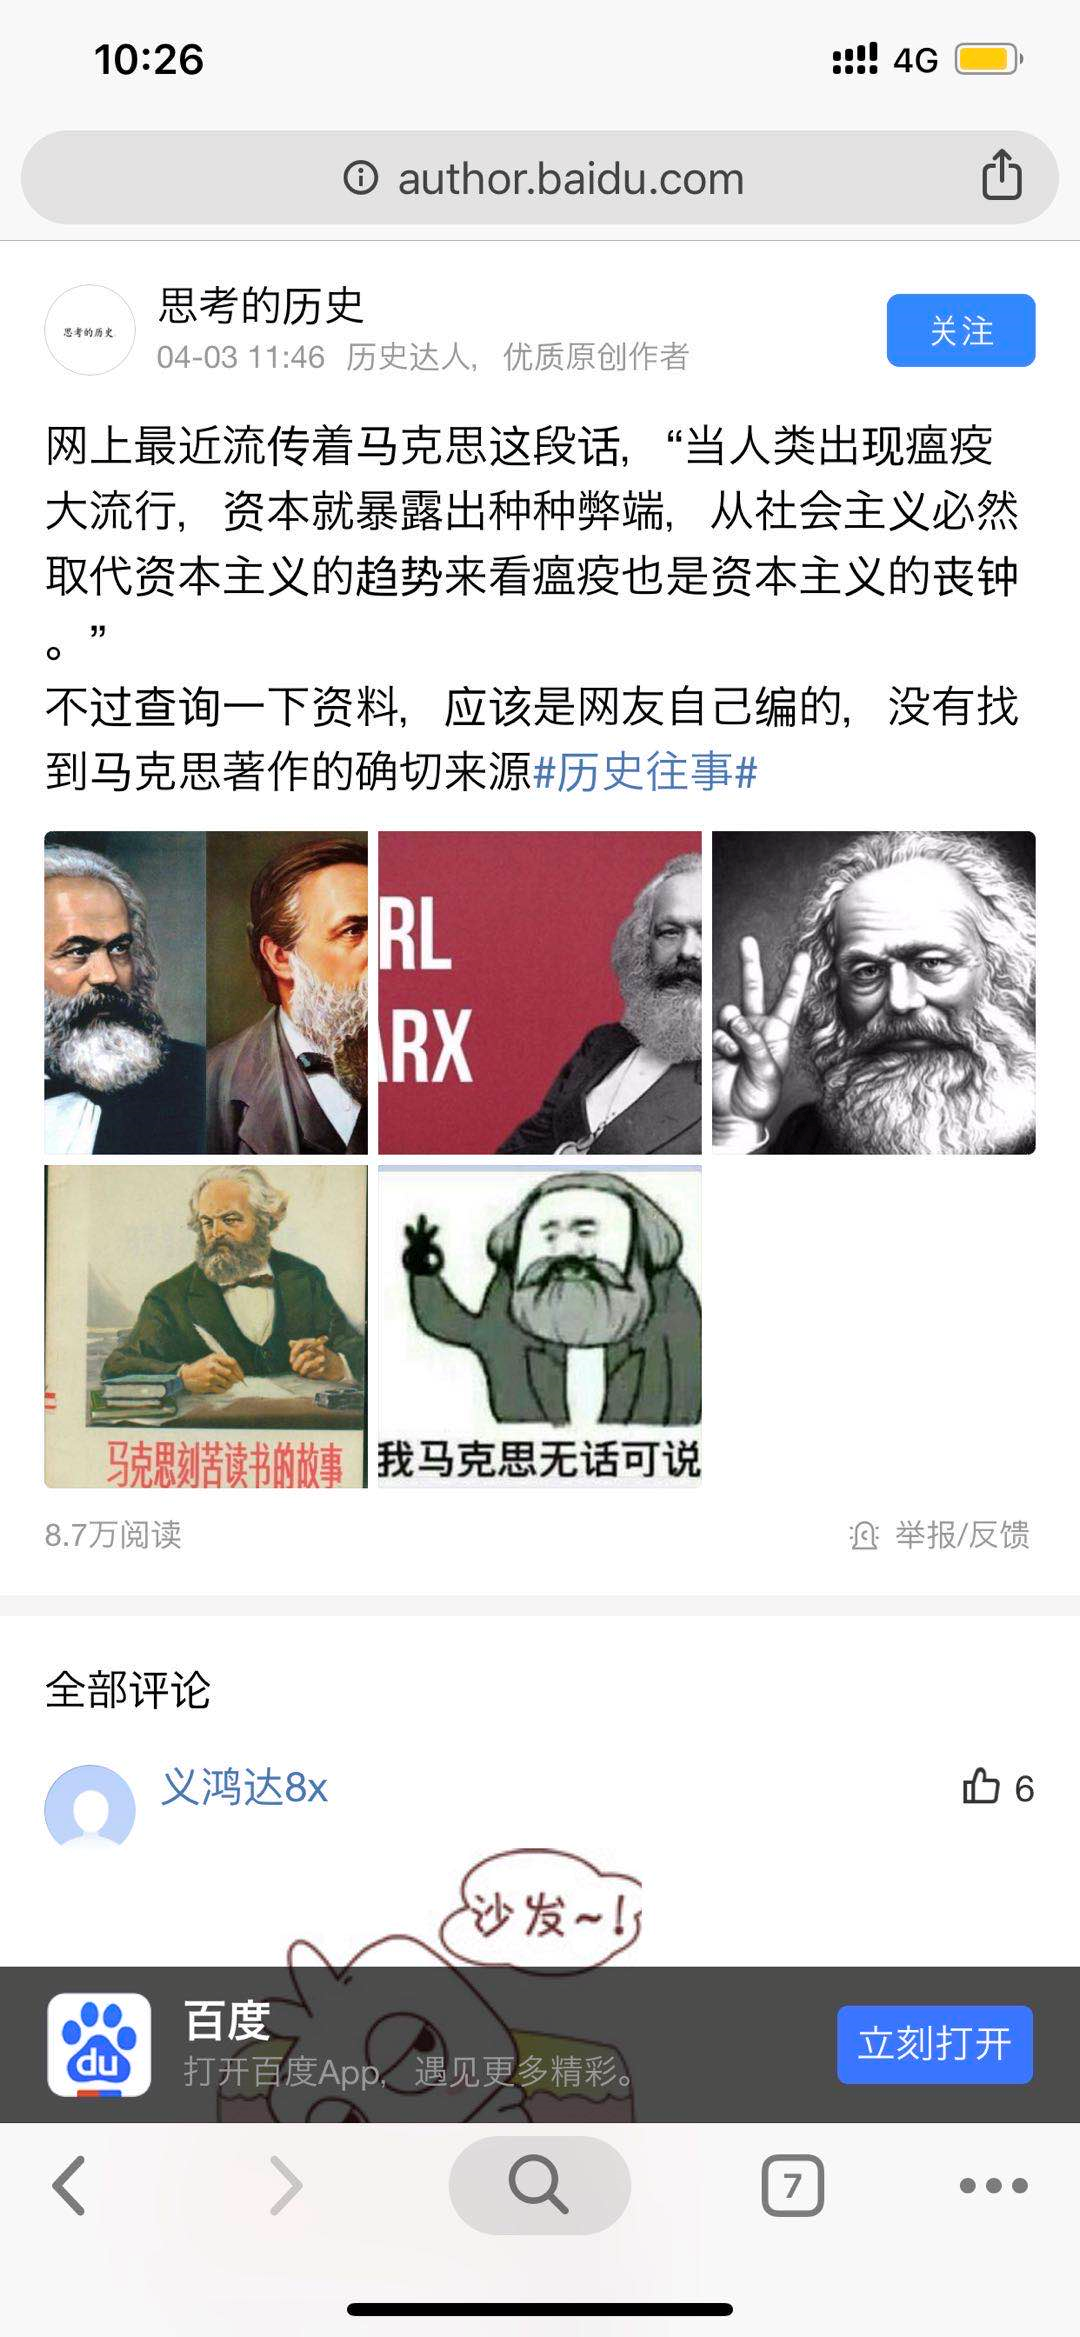 10:26
4G
author.baidu.com
思考的历史
思考的历史
04-03 11:46 历史达人，优质原创作者
关注
网上最近流传着马克思这段话，“当人类出现瘟疫
大流行，资本就暴露出种种弊端，从社会主义必然
取代资本主义的趋势来看瘟疫也是资本主义的丧钟
。”
不过查询一下资料，应该是网友自己编的，没有找
到马克思著作的确切来源#历史往事#
RL
ARX
马克思刻苦读书的故事
我马克思无话可说
8.7万阅读
举报/反馈
全部评论
义鸿达8x
6
沙发~!
du
百度
打开百度App，遇见更多精彩。
立刻打开
7